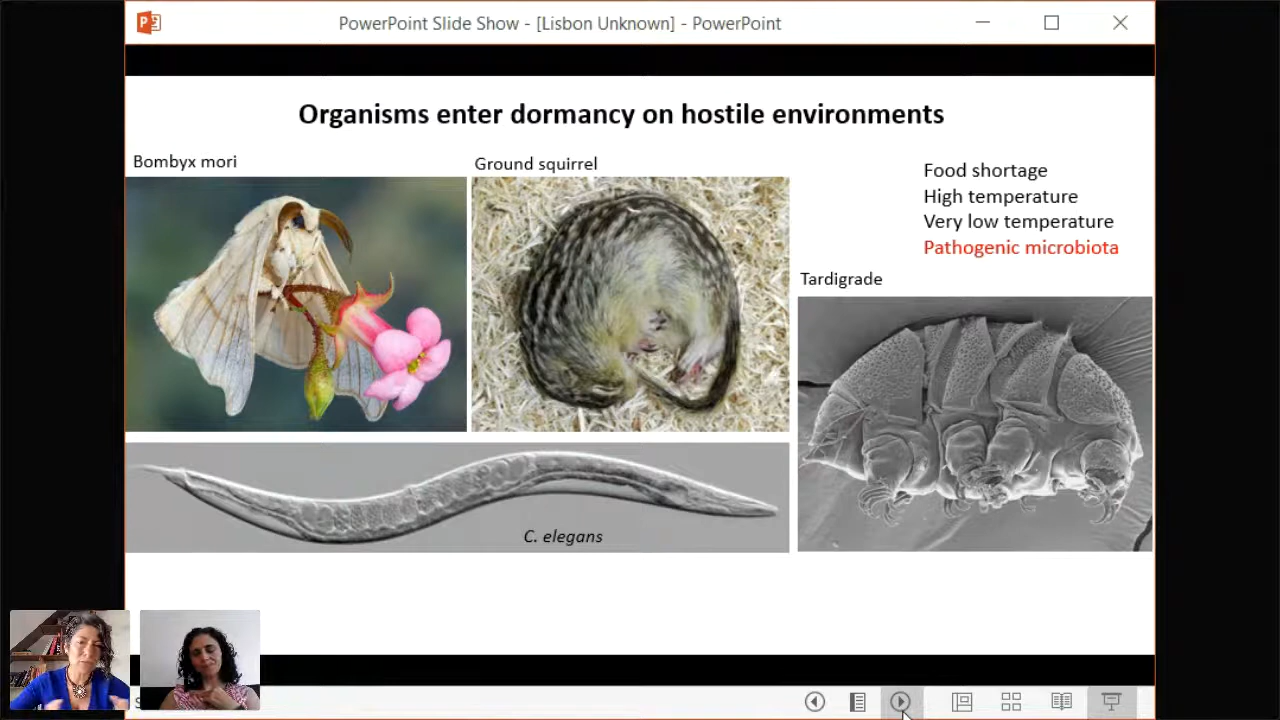 PowerPoint Slide Show - [Lisbon Unknown] - PowerPoint
Organisms enter dormancy on hostile environments
Bombyx mori
Ground squirrel
Food shortage
High temperature
Very low temperature
Pathogenic microbiota
Tardigrade
C. elegans